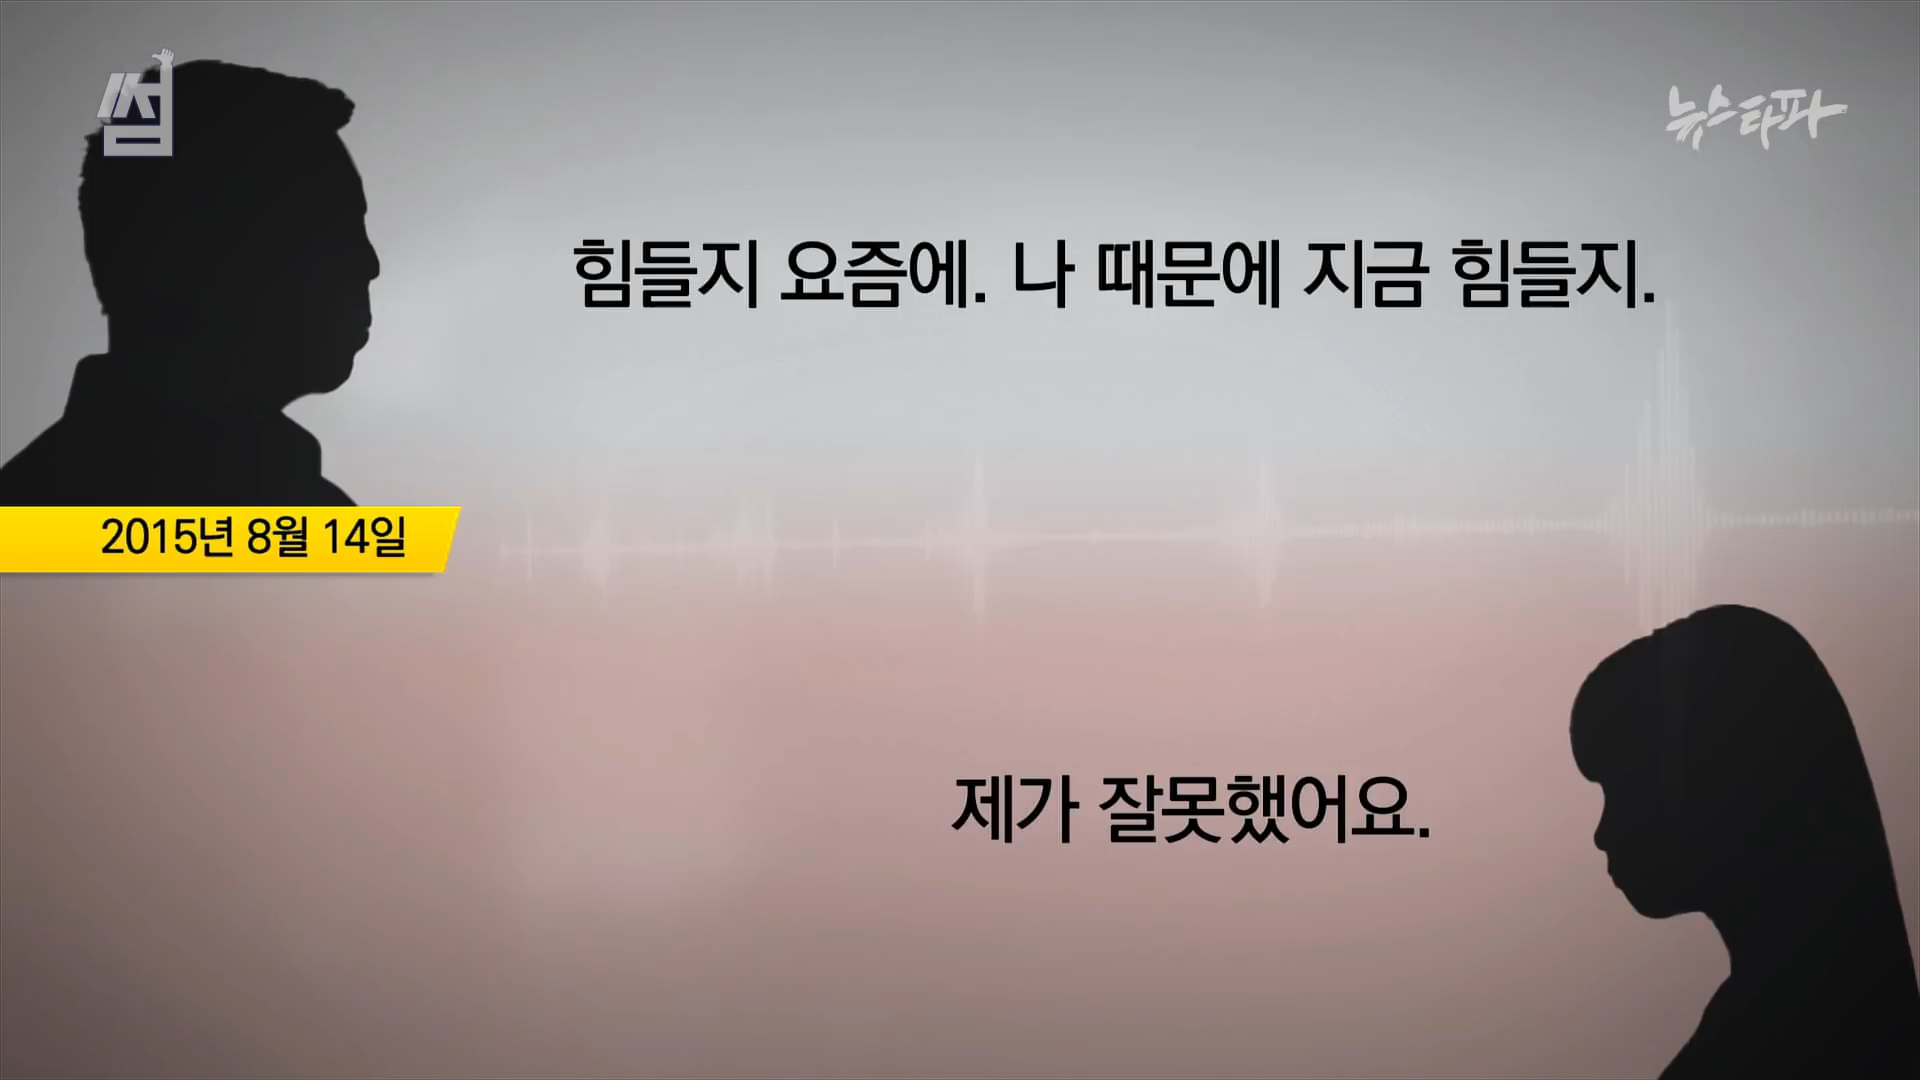 썸
뉴스타파
힘들지 요즘에. 나 때문에 지금 힘들지.
2015년 8월 14일
제가 잘못했어요.